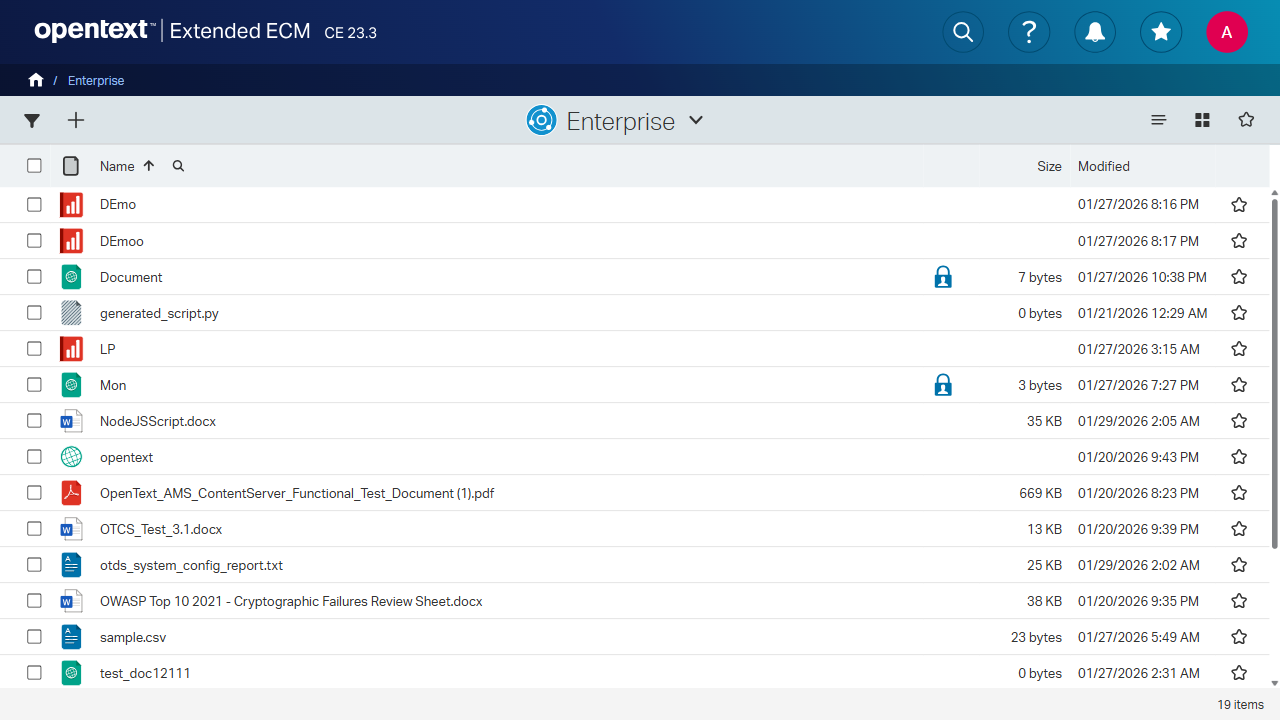 opentext™ Extended ECM CE 23.3
A
/ Enterprise
Enterprise
Name Size Modified
DEmo 01/27/2026 8:16 PM
DEmoo 01/27/2026 8:17 PM
Document 7 bytes 01/27/2026 10:38 PM
generated_script.py 0 bytes 01/21/2026 12:29 AM
LP 01/27/2026 3:15 AM
Mon 3 bytes 01/27/2026 7:27 PM
NodeJSScript.docx 35 KB 01/29/2026 2:05 AM
opentext 01/20/2026 9:43 PM
OpenText_AMS_ContentServer_Functional_Test_Document (1).pdf 669 KB 01/20/2026 8:23 PM
OTCS_Test_3.1.docx 13 KB 01/20/2026 9:39 PM
otds_system_config_report.txt 25 KB 01/29/2026 2:02 AM
OWASP Top 10 2021 - Cryptographic Failures Review Sheet.docx 38 KB 01/20/2026 9:35 PM
sample.csv 23 bytes 01/27/2026 5:49 AM
test_doc12111 0 bytes 01/27/2026 2:31 AM
19 items